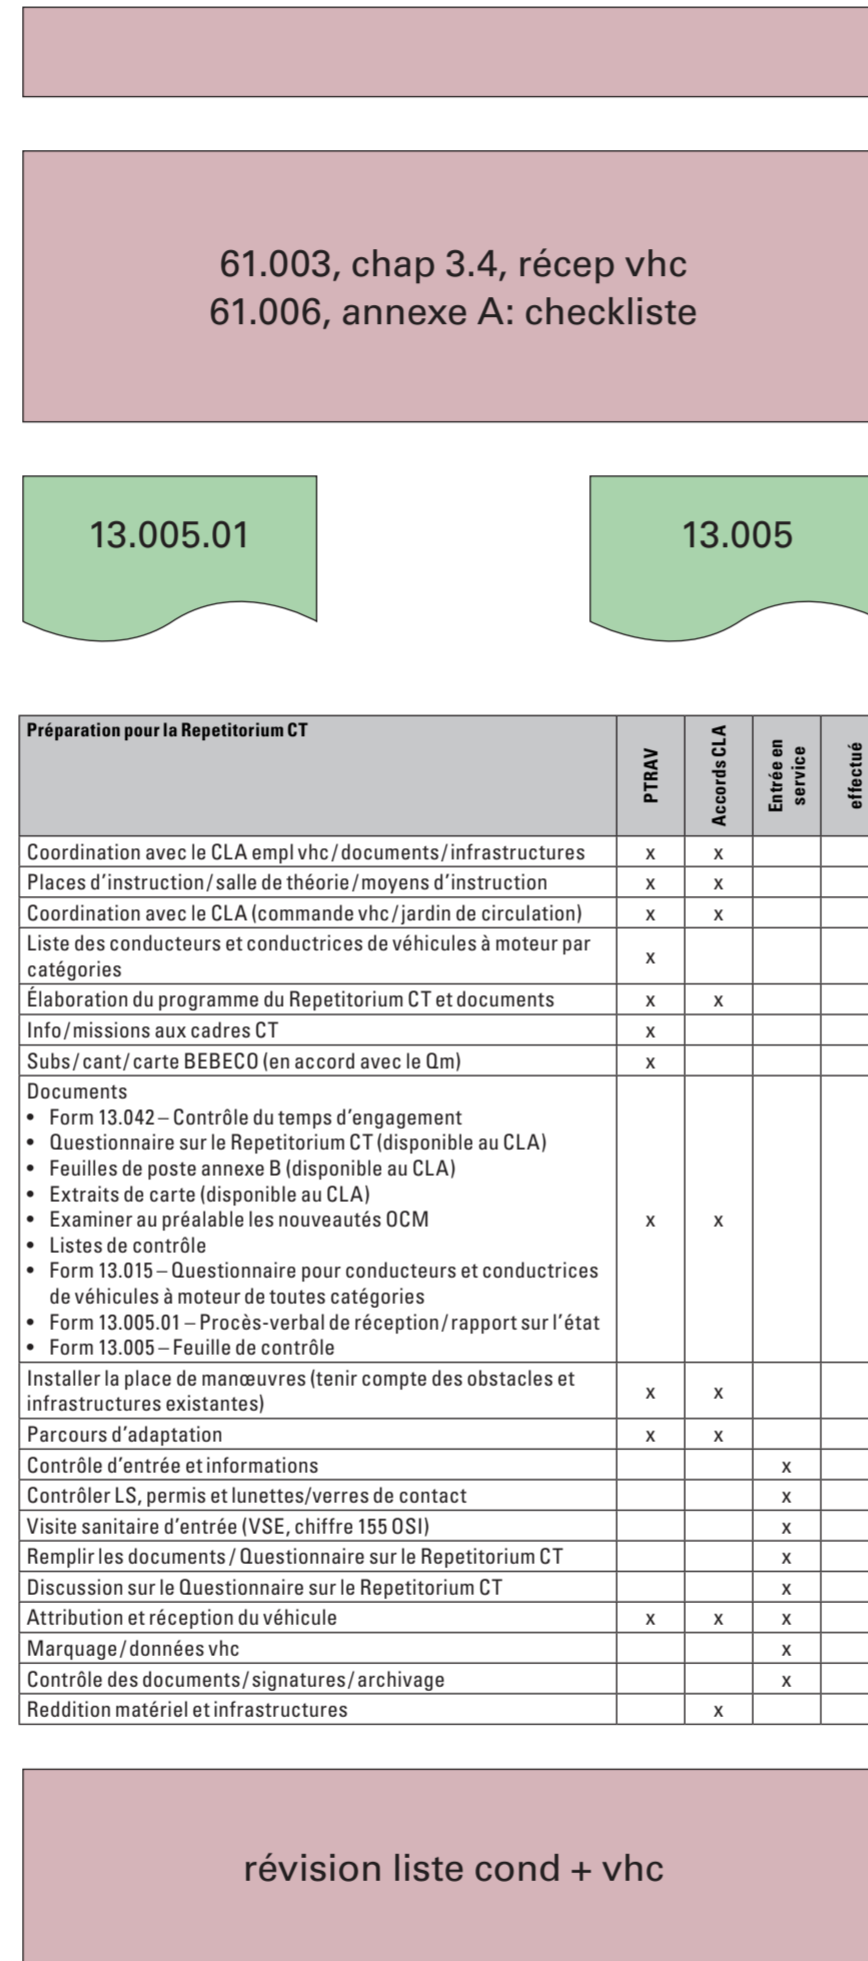 61.003, chap 3.4, récep vhc
61.006, annexe A: checkliste
13.005.01
13.005
Préparation pour la Repetitorium CT
PTRAV
Accords CLA
Entrée en
service
effectué
Coordination avec le CLA empl vhc/documents/infrastructures x x
Places d'instruction/salle de théorie/moyens d'instruction x x
Coordination avec le CLA (commande vhc/jardin de circulation) x x
Liste des conducteurs et conductrices de véhicules à moteur par
catégories x
Élaboration du programme du Repetitorium CT et documents x x
Info/missions aux cadres CT x
Subs/cant/carte BEBECO (en accord avec le Qm) x
Documents
• Form 13.042 – Contrôle du temps d'engagement
• Questionnaire sur le Repetitorium CT (disponible au CLA)
• Feuilles de poste annexe B (disponible au CLA)
• Extraits de carte (disponible au CLA)
• Examiner au préalable les nouveautés OCM x x
• Listes de contrôle
• Form 13.015 – Questionnaire pour conducteurs et conductrices
de véhicules à moteur de toutes catégories
• Form 13.005.01 – Procès-verbal de réception/rapport sur l'état
• Form 13.005 – Feuille de contrôle
Installer la place de manœuvres (tenir compte des obstacles et
infrastructures existantes) x x
Parcours d'adaptation x x
Contrôle d'entrée et informations x
Contrôler LS, permis et lunettes/verres de contact x
Visite sanitaire d'entrée (VSE, chiffre 155 OSI) x
Remplir les documents / Questionnaire sur le Repetitorium CT x
Discussion sur le Questionnaire sur le Repetitorium CT x
Attribution et réception du véhicule x x x
Marquage/données vhc x
Contrôle des documents/signatures/archivage x
Reddition matériel et infrastructures x
révision liste cond + vhc